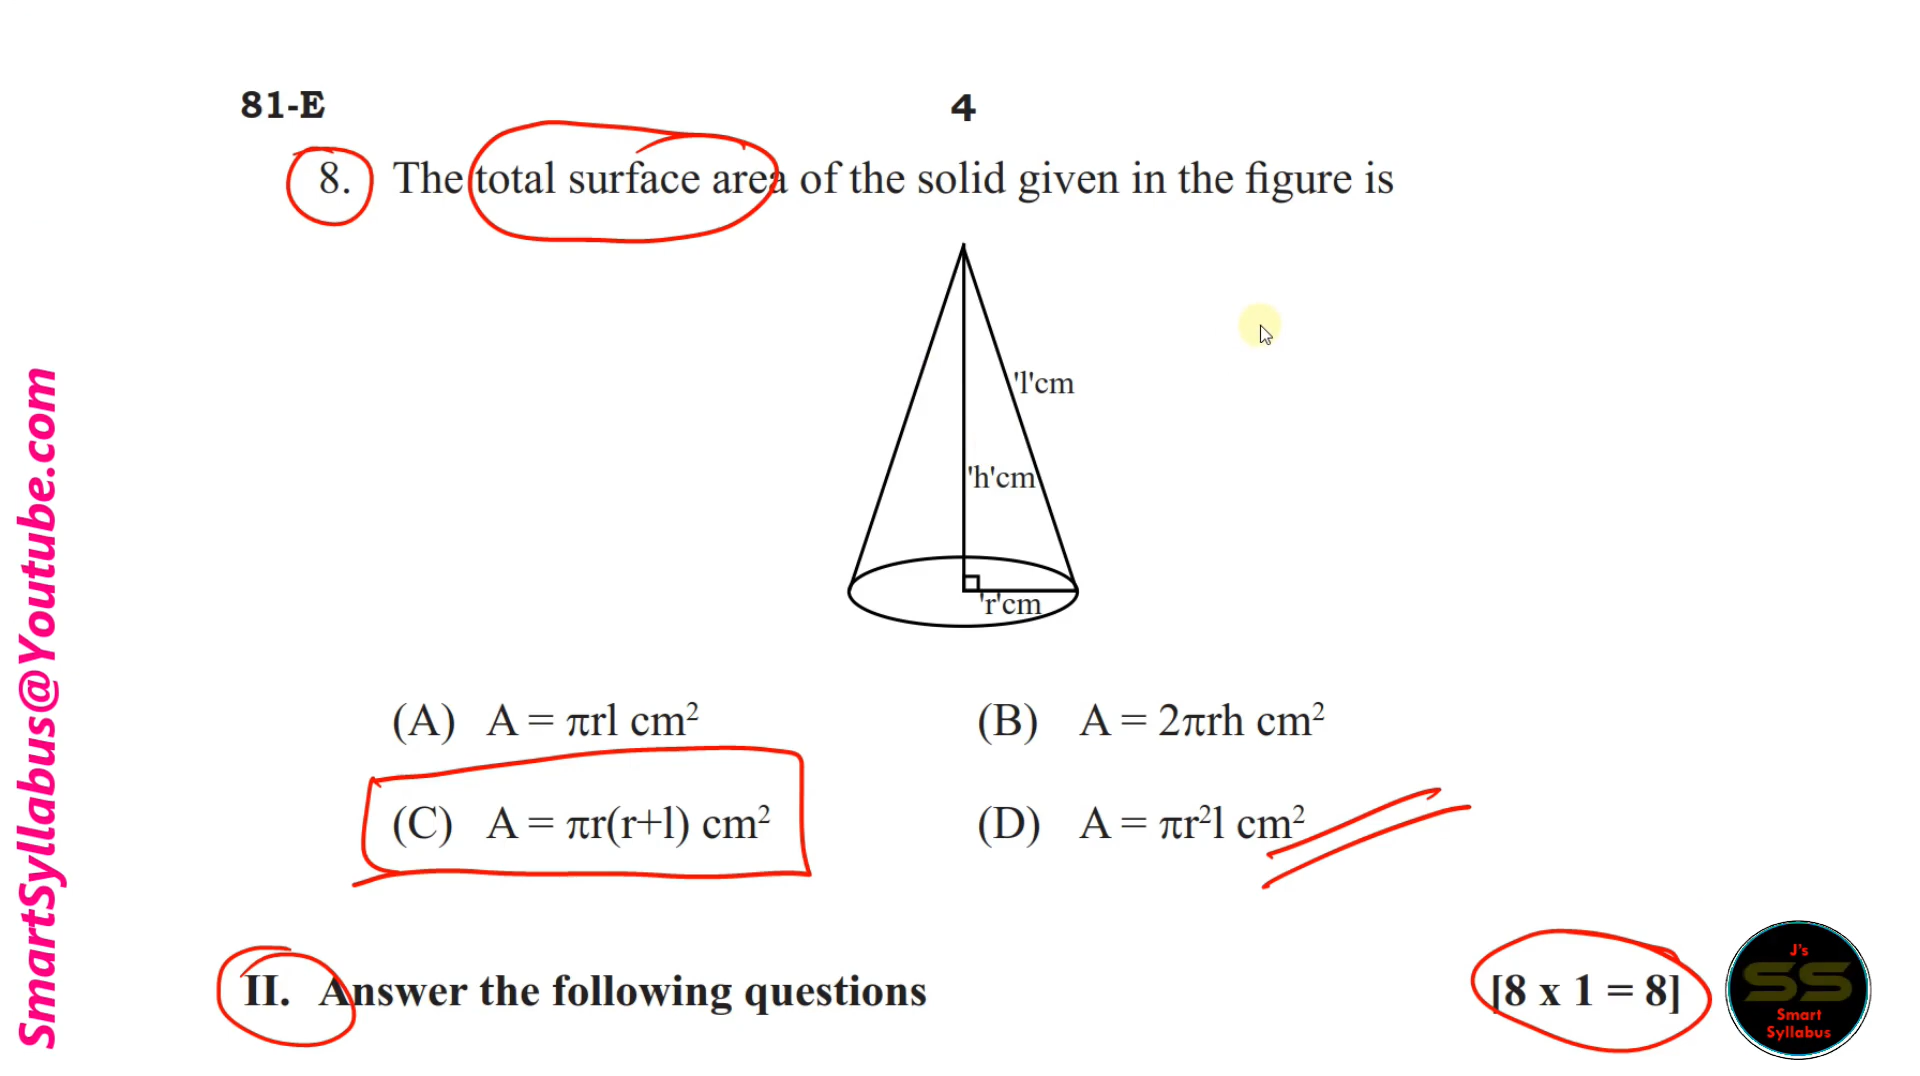 81-E
4
8. The total surface area of the solid given in the figure is
'l'cm
'h'cm
'r'cm
(A) A = πrl cm² (B) A = 2πrh cm²
(C) A = πr(r+l) cm² (D) A = πr²l cm²
II. Answer the following questions [8 x 1 = 8]
SmartSyllabus@Youtube.com
J's
SS
Smart
Syllabus